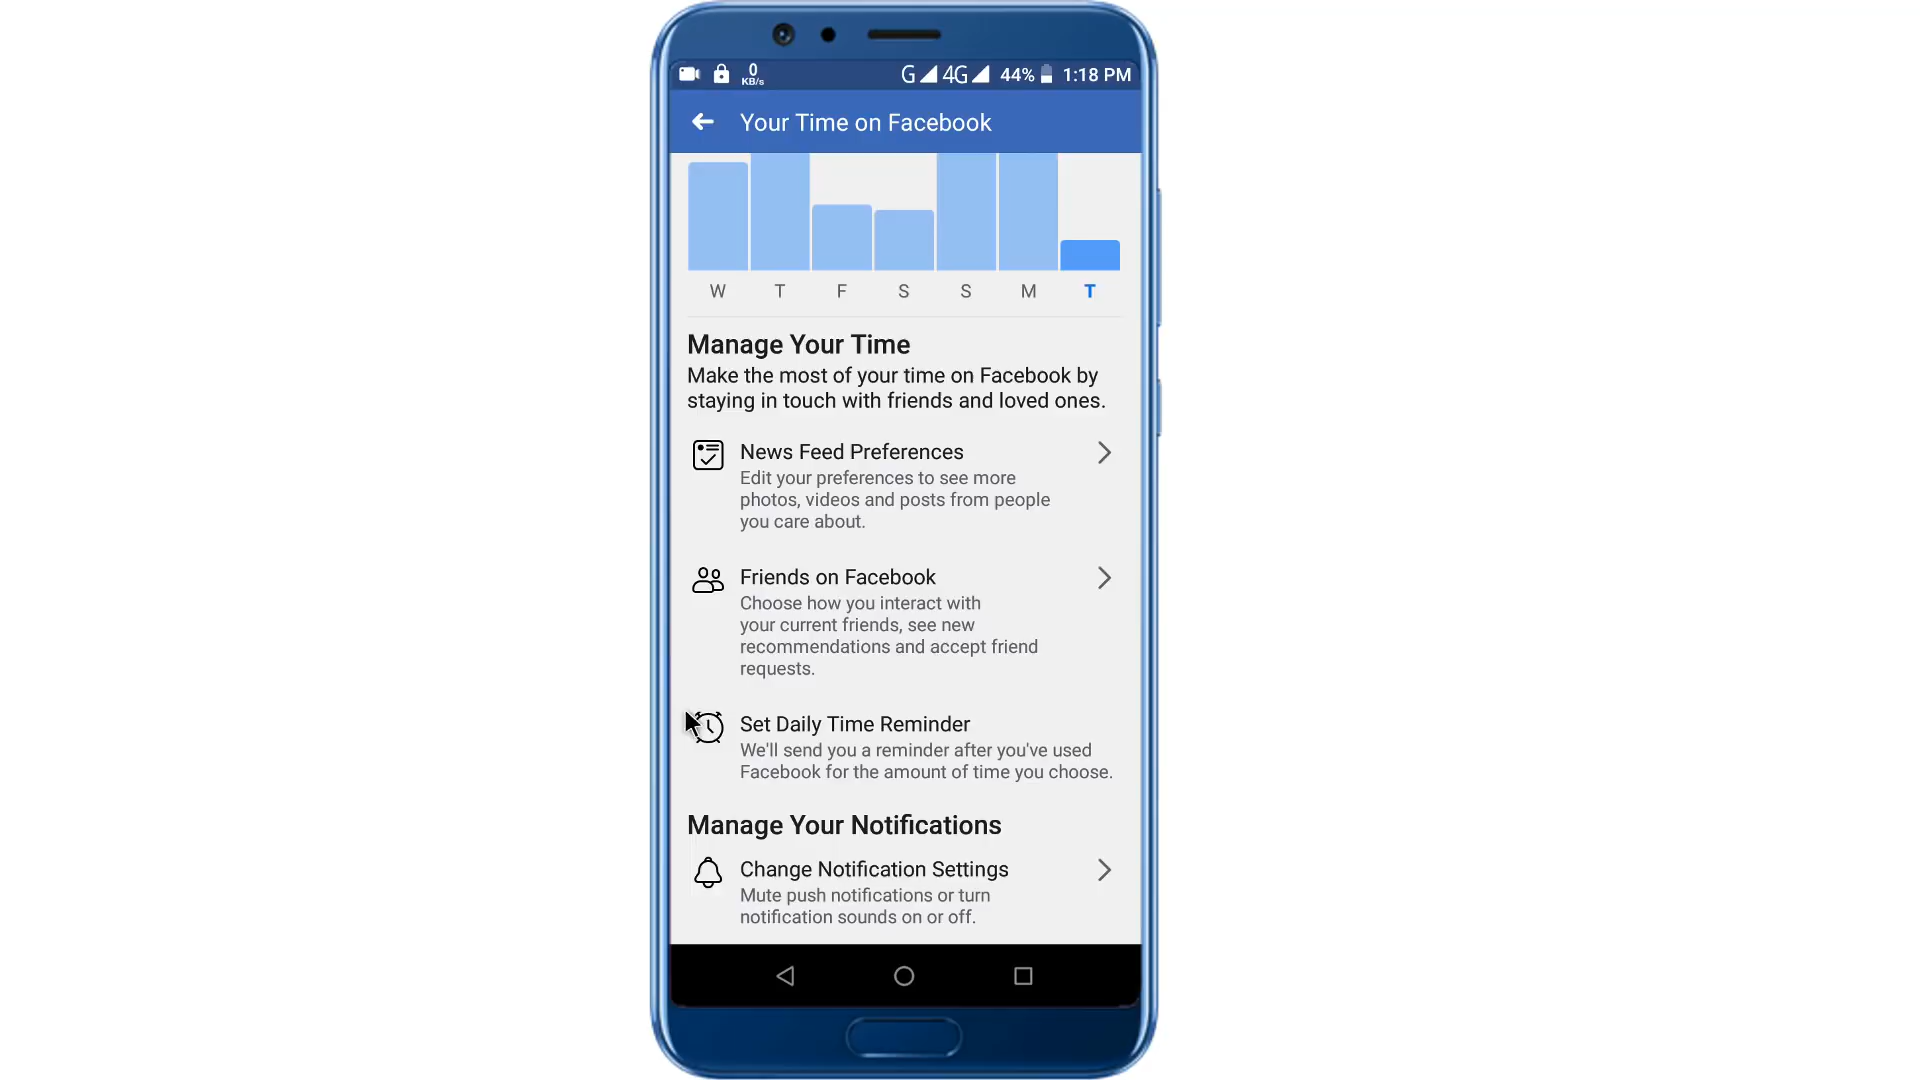 0
KB/s
G 4G 44% 1:18 PM
Your Time on Facebook
W T F S S M T
Manage Your Time
Make the most of your time on Facebook by
staying in touch with friends and loved ones.
News Feed Preferences
Edit your preferences to see more
photos, videos and posts from people
you care about.
Friends on Facebook
Choose how you interact with
your current friends, see new
recommendations and accept friend
requests.
Set Daily Time Reminder
We'll send you a reminder after you've used
Facebook for the amount of time you choose.
Manage Your Notifications
Change Notification Settings
Mute push notifications or turn
notification sounds on or off.